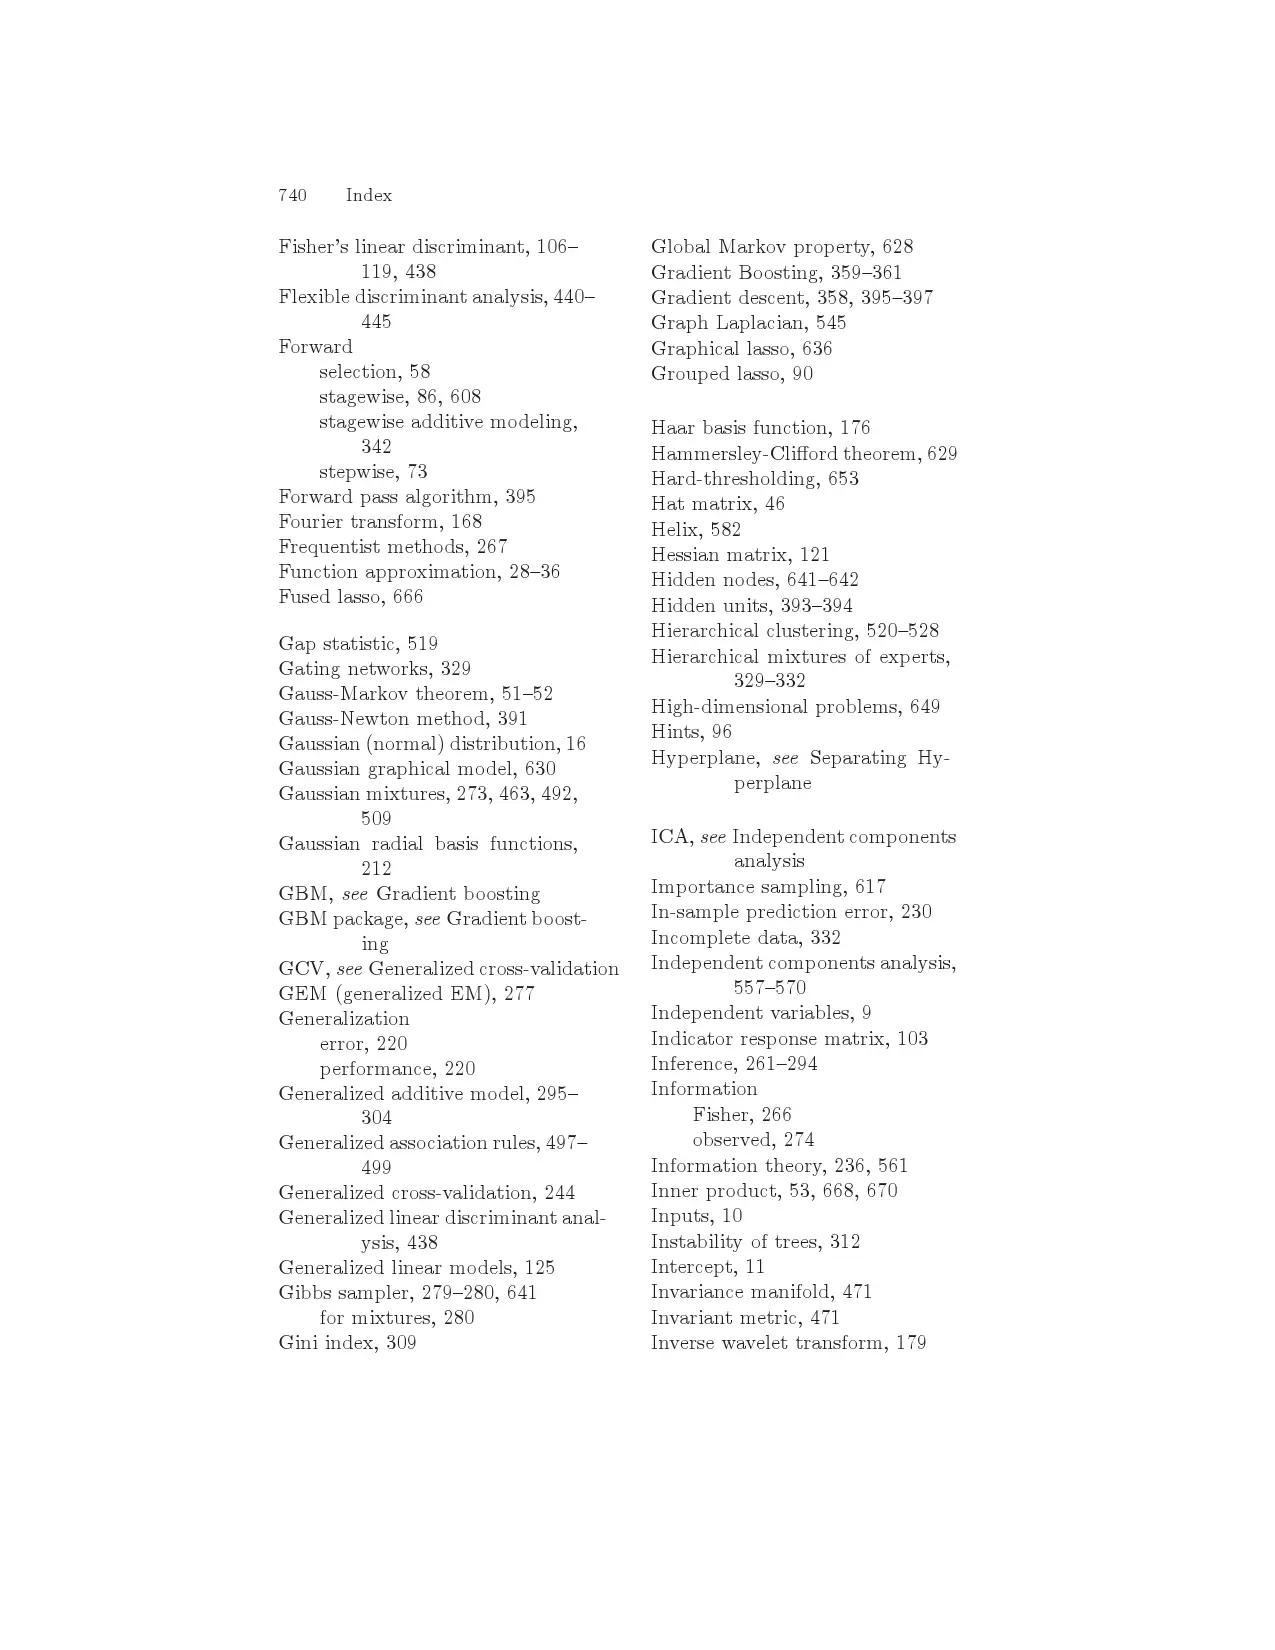 740 Index
Fisher's linear discriminant, 106–
119, 438
Flexible discriminant analysis, 440–
445
Forward
selection, 58
stagewise, 86, 608
stagewise additive modeling,
342
stepwise, 73
Forward pass algorithm, 395
Fourier transform, 168
Frequentist methods, 267
Function approximation, 28–36
Fused lasso, 666
Gap statistic, 519
Gating networks, 329
Gauss-Markov theorem, 51–52
Gauss-Newton method, 391
Gaussian (normal) distribution, 16
Gaussian graphical model, 630
Gaussian mixtures, 273, 463, 492,
509
Gaussian radial basis functions,
212
GBM, see Gradient boosting
GBM package, see Gradient boost-
ing
GCV, see Generalized cross-validation
GEM (generalized EM), 277
Generalization
error, 220
performance, 220
Generalized additive model, 295–
304
Generalized association rules, 497–
499
Generalized cross-validation, 244
Generalized linear discriminant anal-
ysis, 438
Generalized linear models, 125
Gibbs sampler, 279–280, 641
for mixtures, 280
Gini index, 309
Global Markov property, 628
Gradient Boosting, 359–361
Gradient descent, 358, 395–397
Graph Laplacian, 545
Graphical lasso, 636
Grouped lasso, 90
Haar basis function, 176
Hammersley-Clifford theorem, 629
Hard-thresholding, 653
Hat matrix, 46
Helix, 582
Hessian matrix, 121
Hidden nodes, 641–642
Hidden units, 393–394
Hierarchical clustering, 520–528
Hierarchical mixtures of experts,
329–332
High-dimensional problems, 649
Hints, 96
Hyperplane, see Separating Hy-
perplane
ICA, see Independent components
analysis
Importance sampling, 617
In-sample prediction error, 230
Incomplete data, 332
Independent components analysis,
557–570
Independent variables, 9
Indicator response matrix, 103
Inference, 261–294
Information
Fisher, 266
observed, 274
Information theory, 236, 561
Inner product, 53, 668, 670
Inputs, 10
Instability of trees, 312
Intercept, 11
Invariance manifold, 471
Invariant metric, 471
Inverse wavelet transform, 179